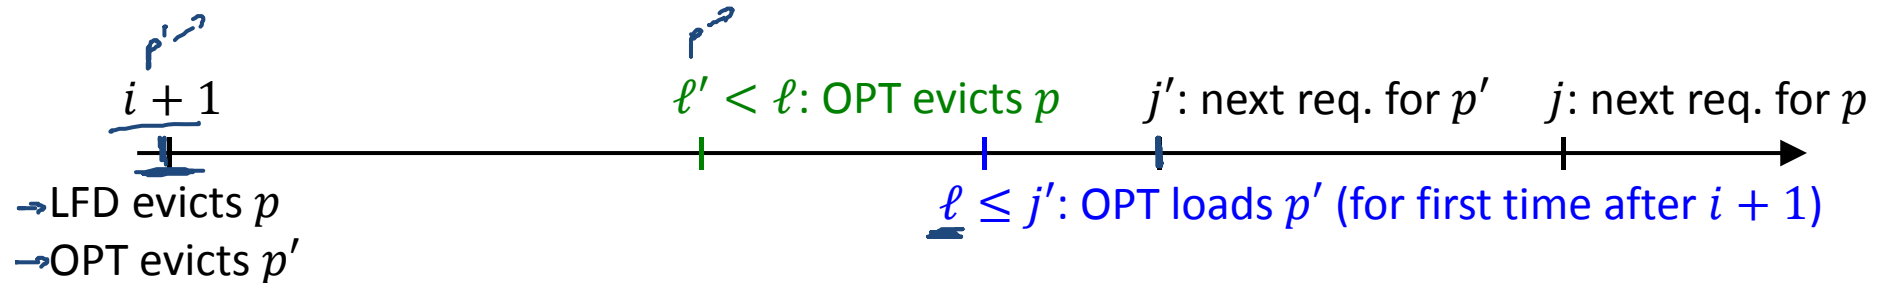 p' p
i + 1 ℓ′ < ℓ: OPT evicts p j′: next req. for p′ j: next req. for p
LFD evicts p ℓ ≤ j′: OPT loads p′ (for first time after i + 1)
OPT evicts p′